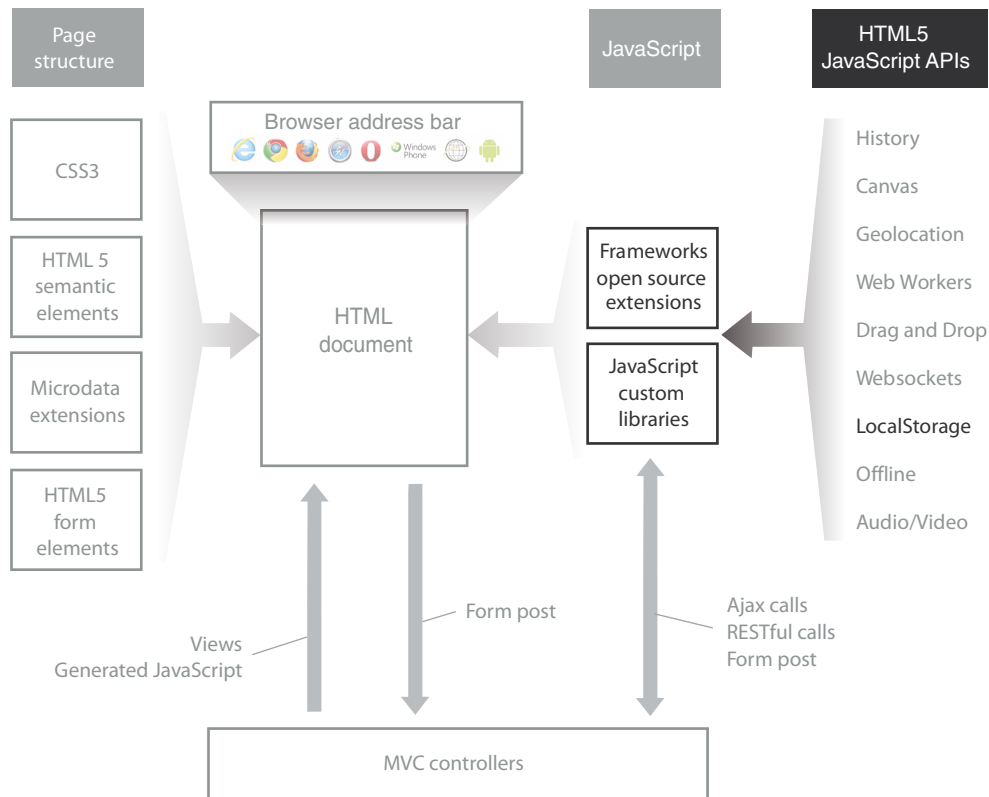 Page
structure
JavaScript
HTML5
JavaScript APIs
Browser address bar
Windows
Phone
CSS3
HTML 5
semantic
elements
Microdata
extensions
HTML5
form
elements
HTML
document
Frameworks
open source
extensions
JavaScript
custom
libraries
History
Canvas
Geolocation
Web Workers
Drag and Drop
Websockets
LocalStorage
Offline
Audio/Video
Views
Generated JavaScript
Form post
Ajax calls
RESTful calls
Form post
MVC controllers